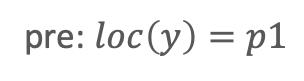 pre: loc(y) = p1